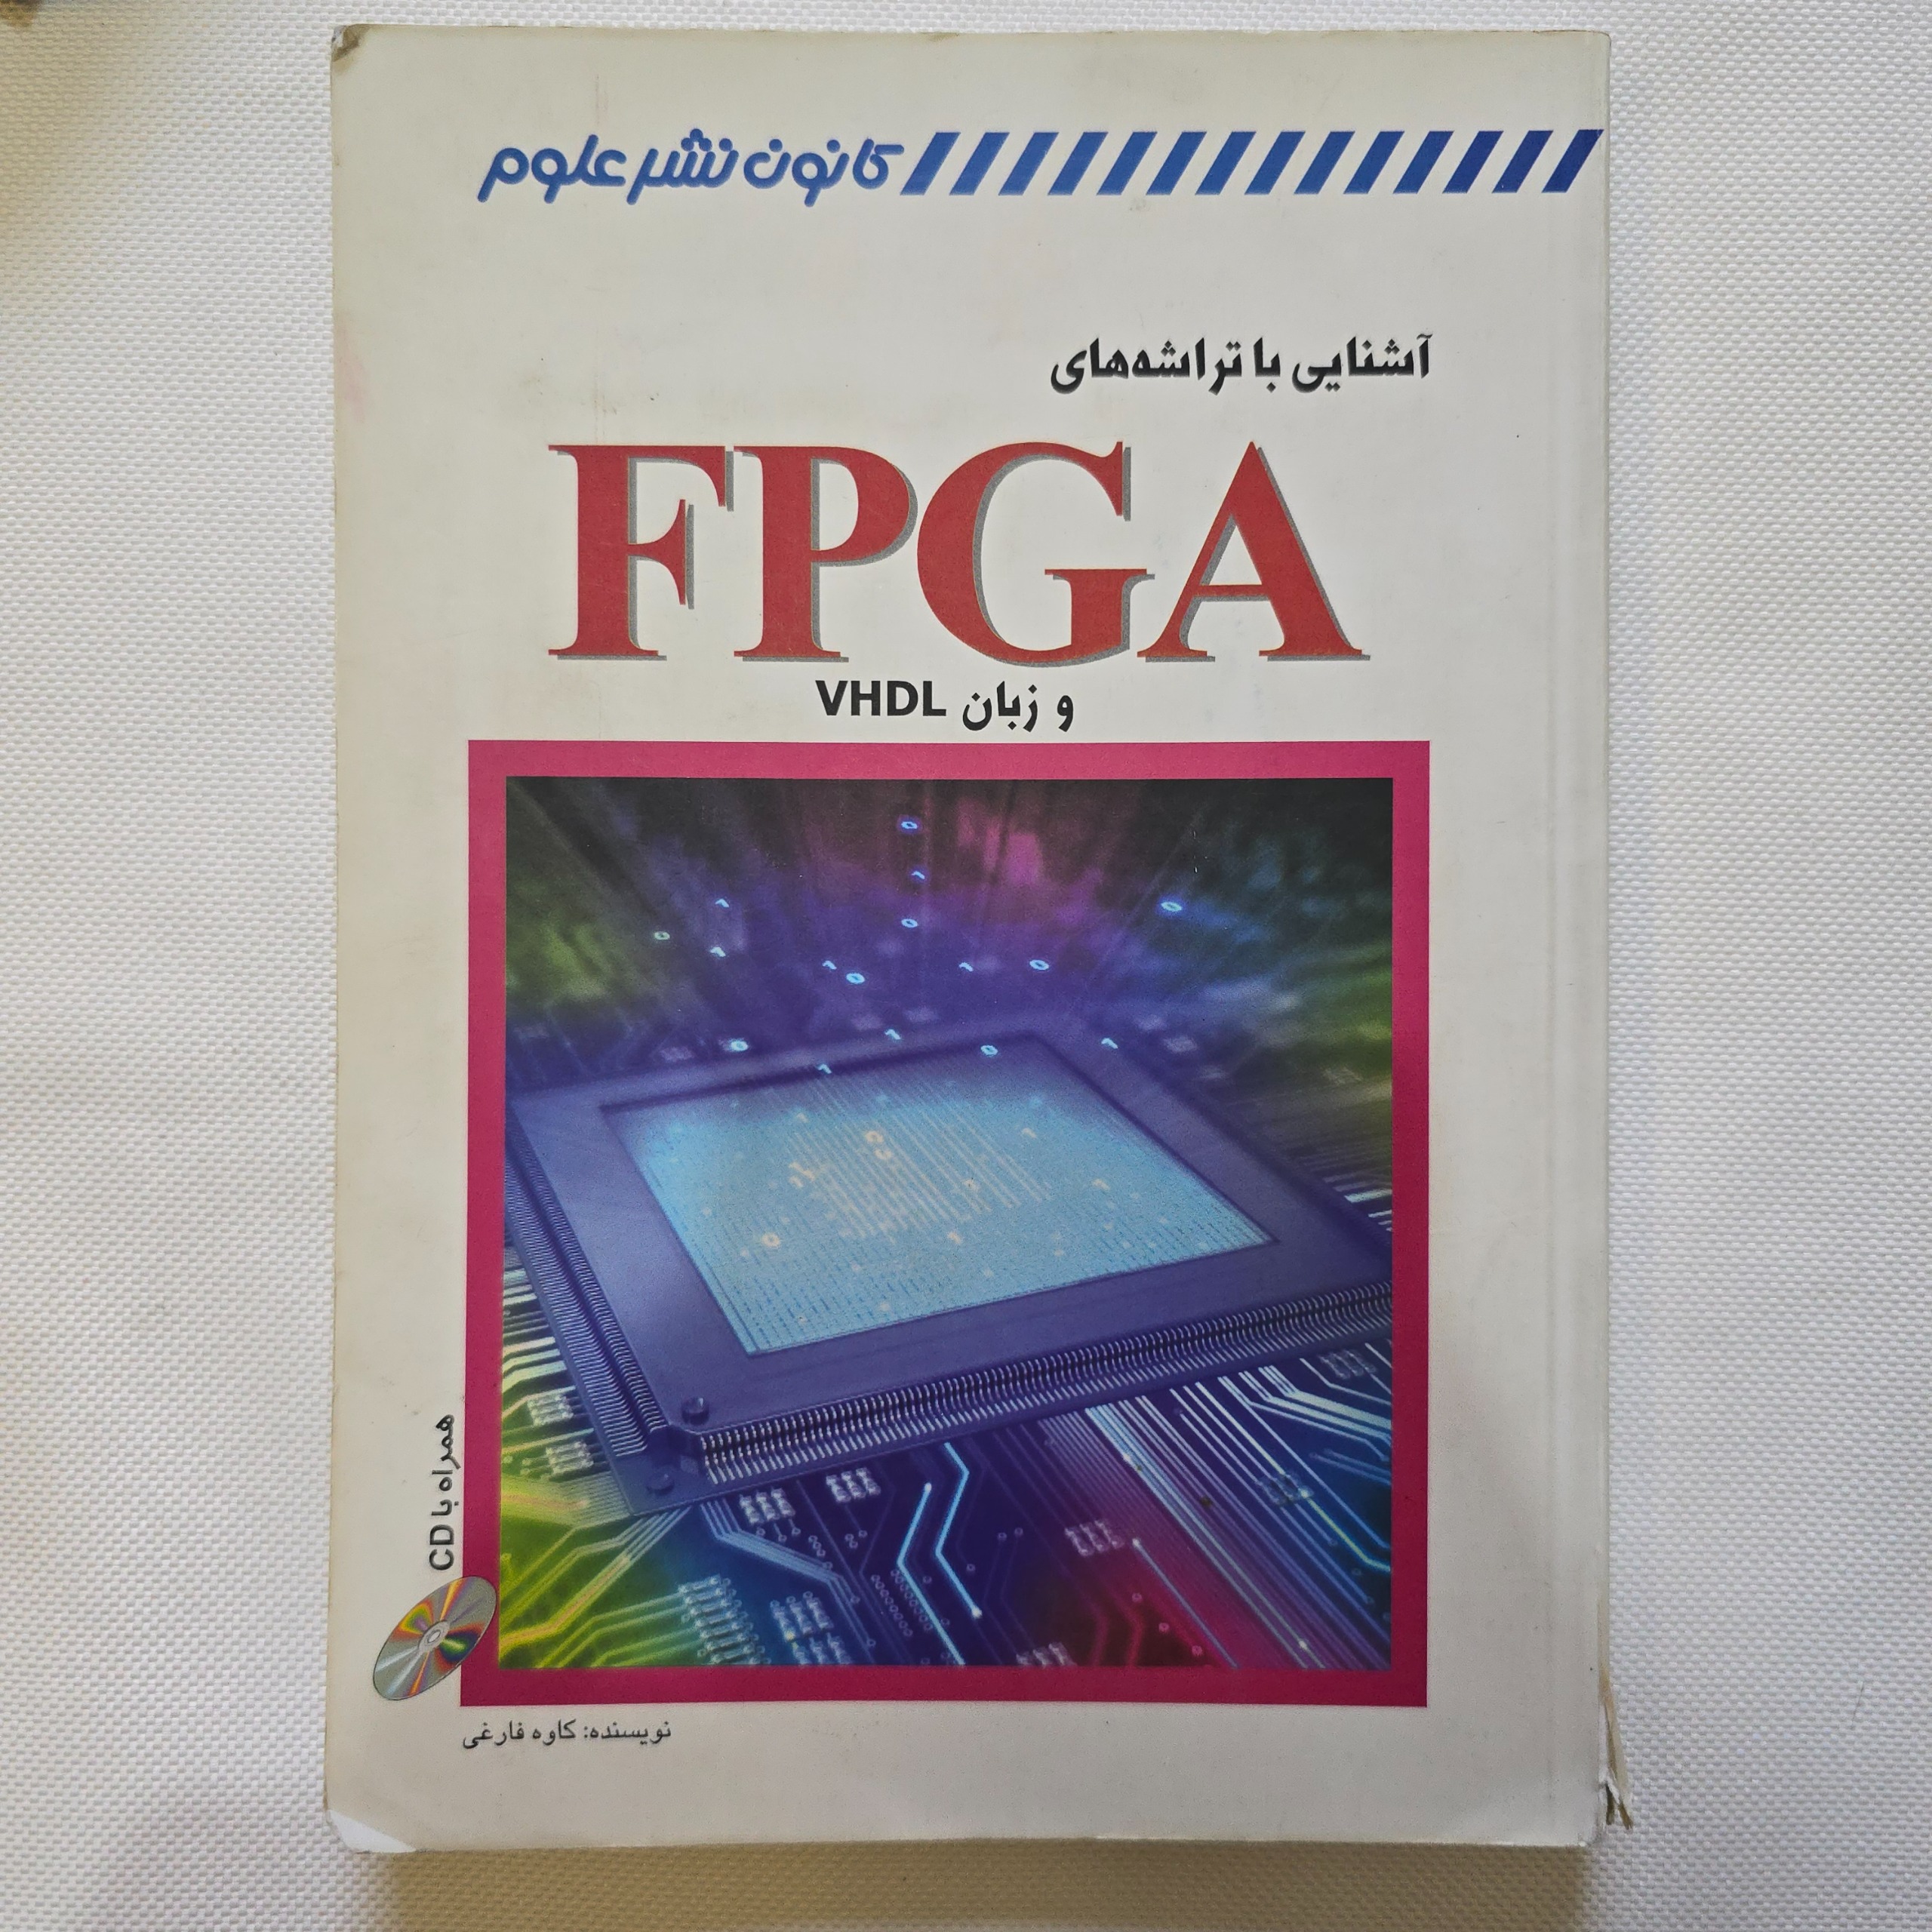 کانون نشر علوم
آشنایی با تراشه‌های
FPGA
و زبان VHDL
همراه با CD
نویسنده: کاوه فارغی